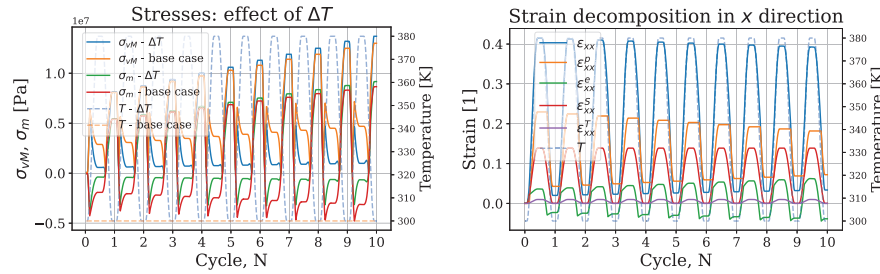 Stresses: effect of ΔT
1e7
σvM - ΔT
σvM - base case
σm - ΔT
σm - base case
T - ΔT
T - base case
1.0
0.5
0.0
−0.5
σvM, σm [Pa]
380
370
360
350
340
330
320
310
300
Temperature [K]
0 1 2 3 4 5 6 7 8 9 10
Cycle, N
Strain decomposition in x direction
εxx
εᵖxx
εᵉxx
εˢxx
εᵀxx
T
0.4
0.3
0.2
0.1
0.0
Strain [1]
380
370
360
350
340
330
320
310
300
Temperature [K]
0 1 2 3 4 5 6 7 8 9 10
Cycle, N